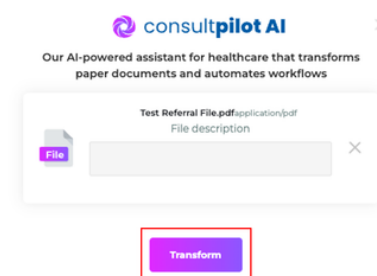 consultpilot AI
Our AI-powered assistant for healthcare that transforms
paper documents and automates workflows
Test Referral File.pdfapplication/pdf
File description
File
Transform